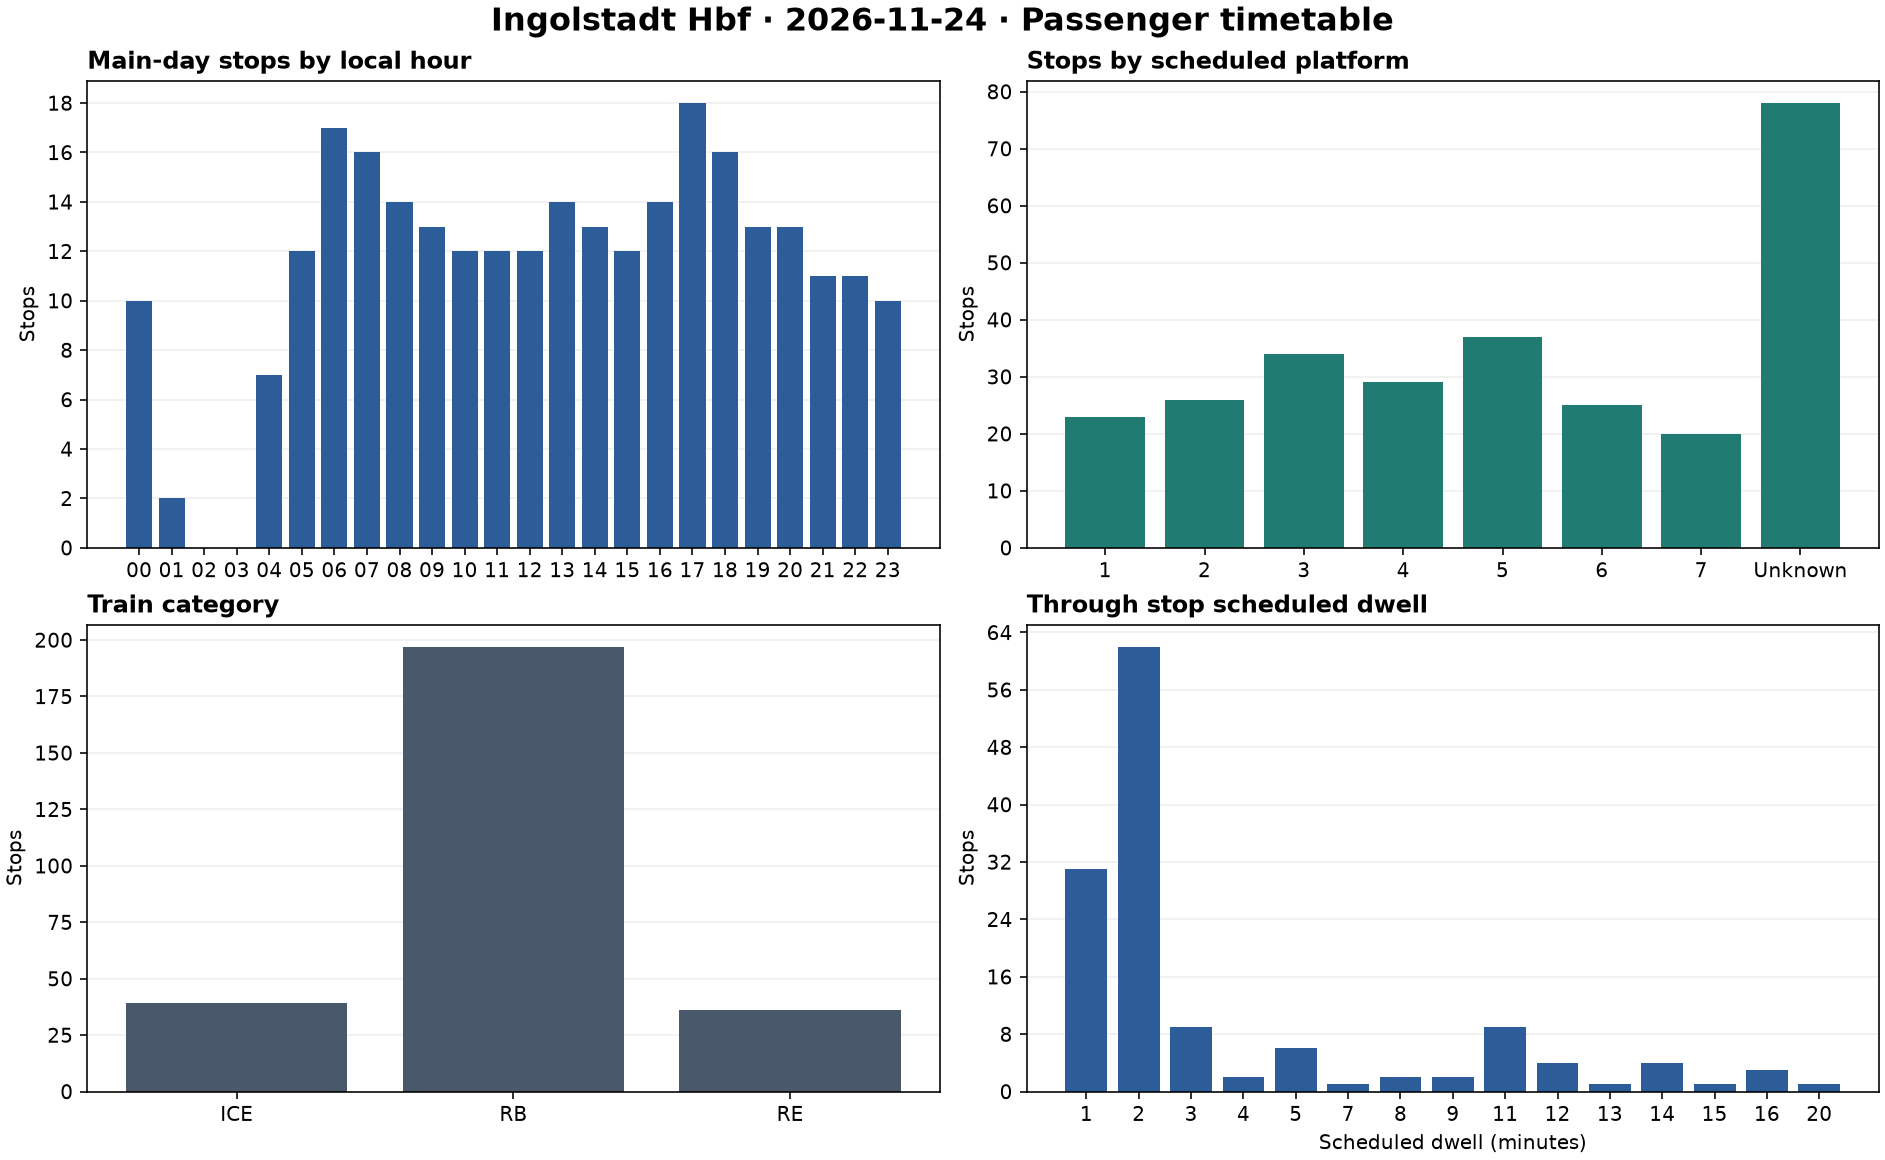 Ingolstadt Hbf · 2026-11-24 · Passenger timetable
Main-day stops by local hour
Stops
18
16
14
12
10
8
6
4
2
0
00 01 02 03 04 05 06 07 08 09 10 11 12 13 14 15 16 17 18 19 20 21 22 23
Stops by scheduled platform
Stops
80
70
60
50
40
30
20
10
0
1 2 3 4 5 6 7 Unknown
Train category
Stops
200
175
150
125
100
75
50
25
0
ICE RB RE
Through stop scheduled dwell
Stops
64
56
48
40
32
24
16
8
0
1 2 3 4 5 7 8 9 11 12 13 14 15 16 20
Scheduled dwell (minutes)